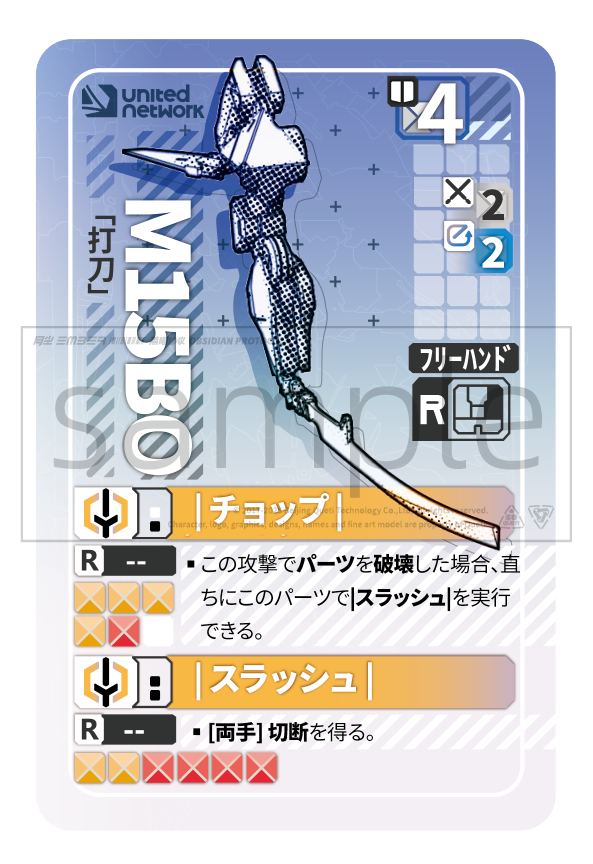 UNITED
NETWORK
4
2
2
「打刀」
M15BO
フリーハンド
R
sample
|チョップ|
R --
▪この攻撃でパーツを破壊した場合、直
ちにこのパーツで|スラッシュ|を実行
できる。
|スラッシュ|
R --
▪[両手] 切断を得る。